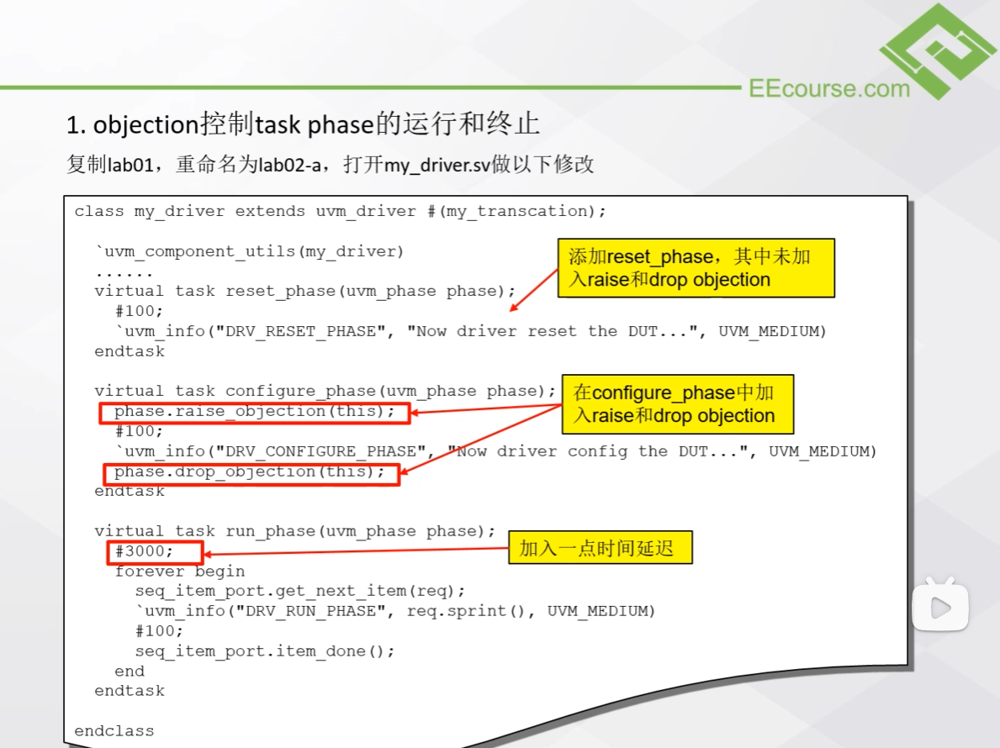 EEcourse.com
1. objection控制task phase的运行和终止
复制lab01，重命名为lab02-a，打开my_driver.sv做以下修改
class my_driver extends uvm_driver #(my_transcation);
`uvm_component_utils(my_driver)
......
添加reset_phase，其中未加
入raise和drop objection
virtual task reset_phase(uvm_phase phase);
#100;
`uvm_info("DRV_RESET_PHASE", "Now driver reset the DUT...", UVM_MEDIUM)
endtask
virtual task configure_phase(uvm_phase phase);
在configure_phase中加
入raise和drop objection
phase.raise_objection(this);
#100;
`uvm_info("DRV_CONFIGURE_PHASE", "Now driver config the DUT...", UVM_MEDIUM)
phase.drop_objection(this);
endtask
virtual task run_phase(uvm_phase phase);
#3000;
加入一点时间延迟
forever begin
seq_item_port.get_next_item(req);
`uvm_info("DRV_RUN_PHASE", req.sprint(), UVM_MEDIUM)
#100;
seq_item_port.item_done();
end
endtask
endclass